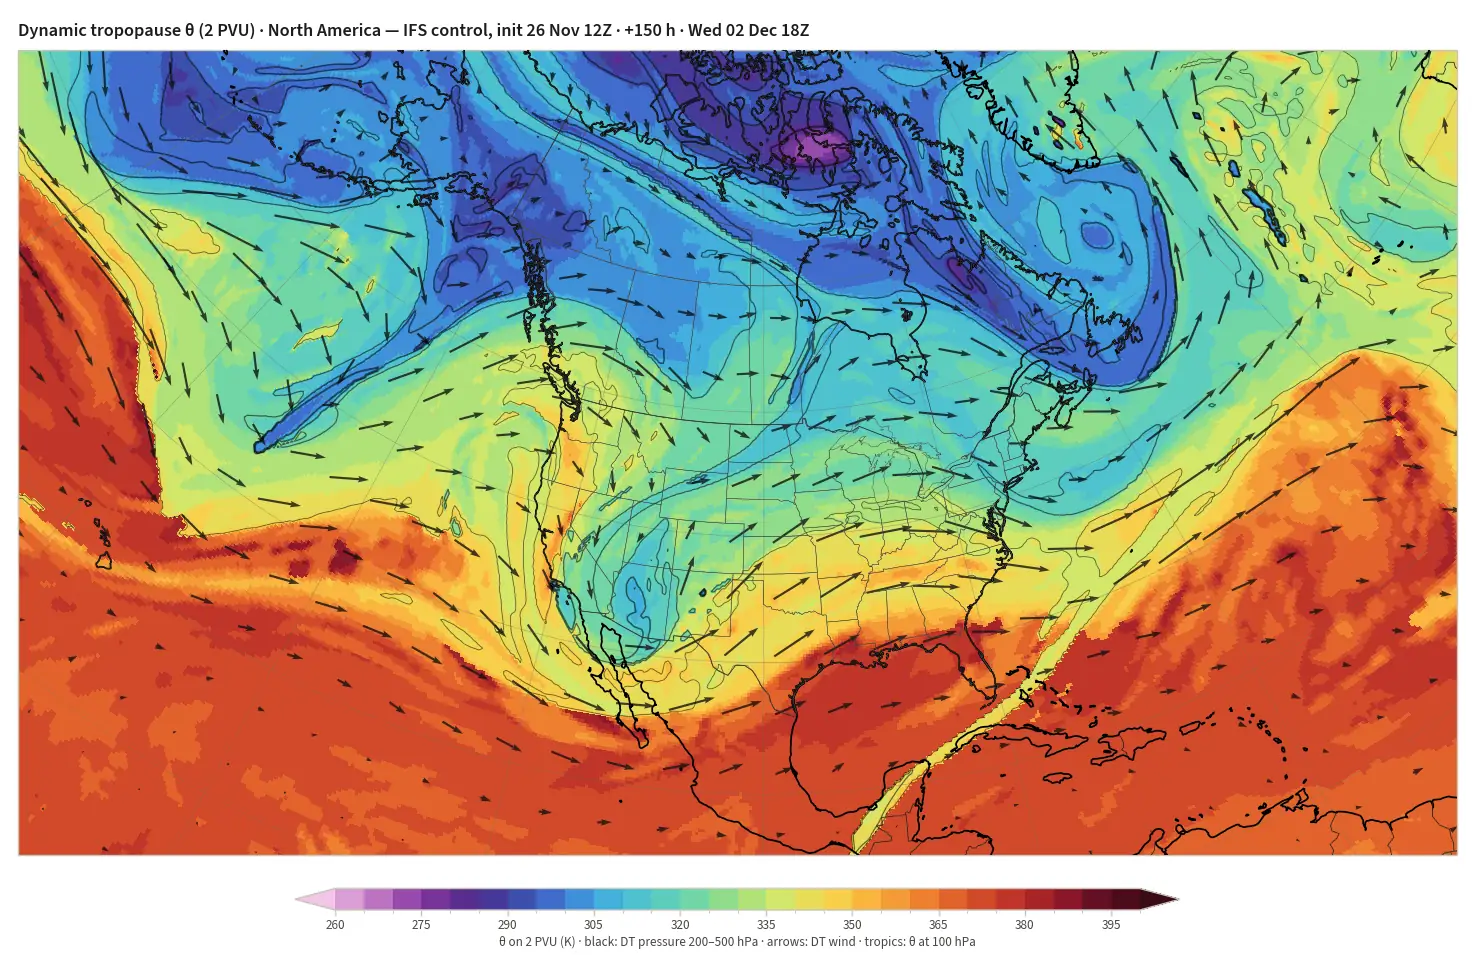 Dynamic tropopause θ (2 PVU) · North America — IFS control, init 26 Nov 12Z · +150 h · Wed 02 Dec 18Z
260 275 290 305 320 335 350 365 380 395
θ on 2 PVU (K) · black: DT pressure 200–500 hPa · arrows: DT wind · tropics: θ at 100 hPa